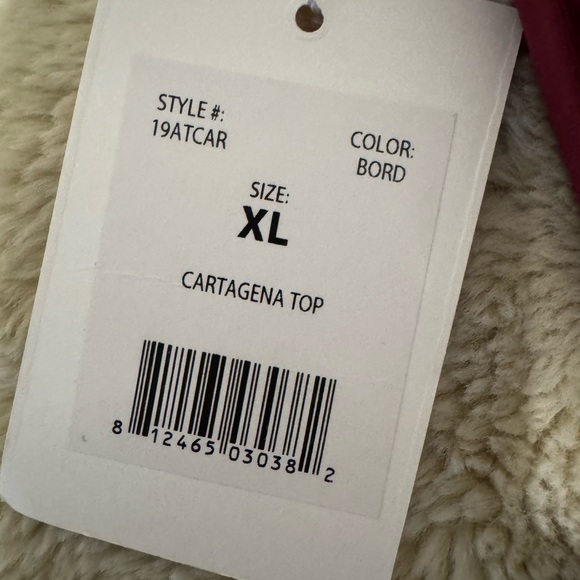 STYLE #:
19ATCAR
COLOR:
BORD
SIZE:
XL
CARTAGENA TOP
8 12465 03038 2